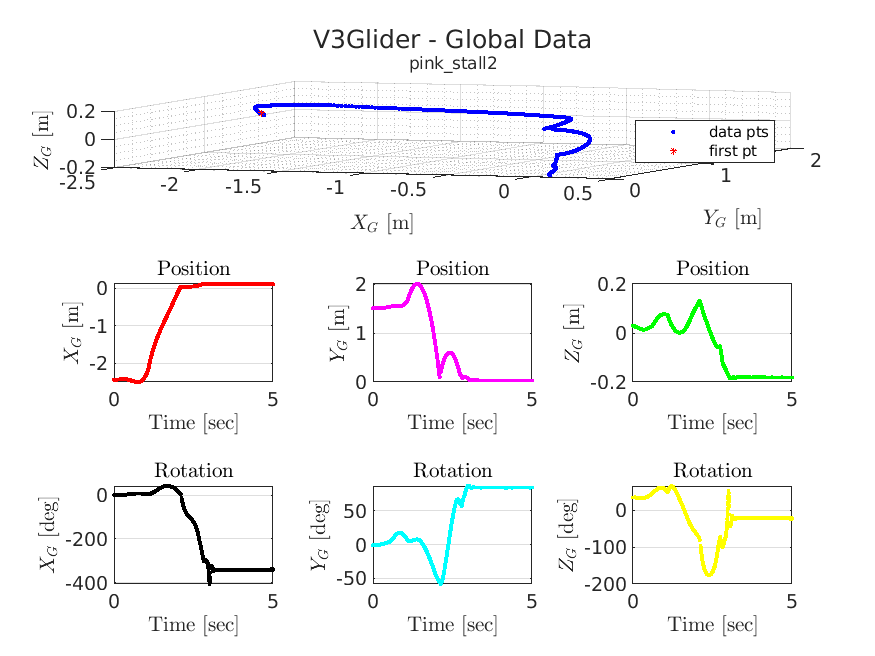 V3Glider - Global Data
pink_stall2
Z_G [m]
0.2
0
-0.2
-2.5
-2
-1.5
-1
-0.5
0
0.5
X_G [m]
0
1
2
Y_G [m]
data pts
first pt
Position
X_G [m]
0
-1
-2
0
5
Time [sec]
Position
Y_G [m]
2
1
0
0
5
Time [sec]
Position
Z_G [m]
0.2
0
-0.2
0
5
Time [sec]
Rotation
X_G [deg]
0
-200
-400
0
5
Time [sec]
Rotation
Y_G [deg]
50
0
-50
0
5
Time [sec]
Rotation
Z_G [deg]
0
-100
-200
0
5
Time [sec]